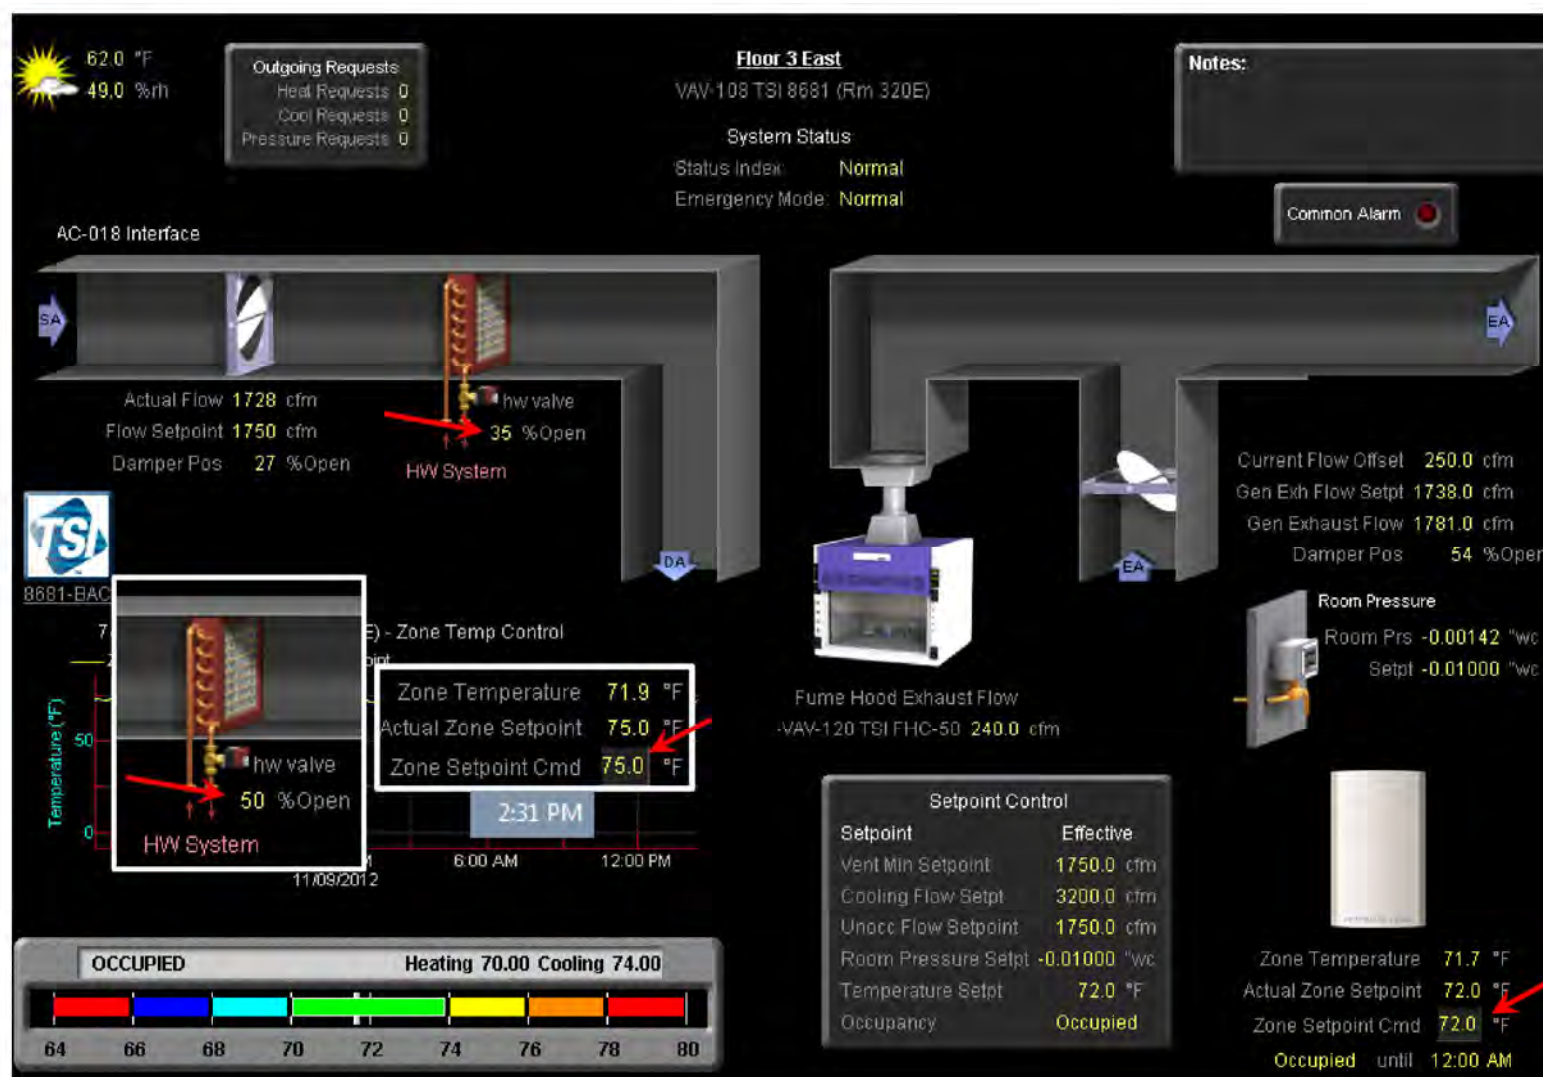 62.0 °F
49.0 %rh
Outgoing Requests
Heat Requests 0
Cool Requests 0
Pressure Requests 0
Floor 3 East
VAV-108 TSI 8681 (Rm 320E)
System Status
Status Index Normal
Emergency Mode: Normal
Notes:
Common Alarm
AC-018 Interface
SA
EA
Actual Flow 1728 cfm
Flow Setpoint 1750 cfm
Damper Pos 27 %Open
hw valve
35 %Open
HW System
DA
EA
Current Flow Offset 250.0 cfm
Gen Exh Flow Setpt 1738.0 cfm
Gen Exhaust Flow 1781.0 cfm
Damper Pos 54 %Open
TSI
8681-BAC
Room Pressure
Room Prs -0.00142 "wc
Setpt -0.01000 "wc
E) - Zone Temp Control
Zone Temperature 71.9 °F
Actual Zone Setpoint 75.0 °F
Zone Setpoint Cmd 75.0 °F
2:31 PM
Temperature (°F)
50
0
hw valve
50 %Open
HW System
6:00 AM
12:00 PM
11/09/2012
Fume Hood Exhaust Flow
-VAV-120 TSI FHC-50 240.0 cfm
Setpoint Control
Setpoint Effective
Vent Min Setpoint 1750.0 cfm
Cooling Flow Setpt 3200.0 cfm
Unocc Flow Setpoint 1750.0 cfm
Room Pressure Setpt -0.01000 "wc
Temperature Setpt 72.0 °F
Occupancy Occupied
Zone Temperature 71.7 °F
Actual Zone Setpoint 72.0 °F
Zone Setpoint Cmd 72.0 °F
Occupied until 12:00 AM
OCCUPIED Heating 70.00 Cooling 74.00
64 66 68 70 72 74 76 78 80